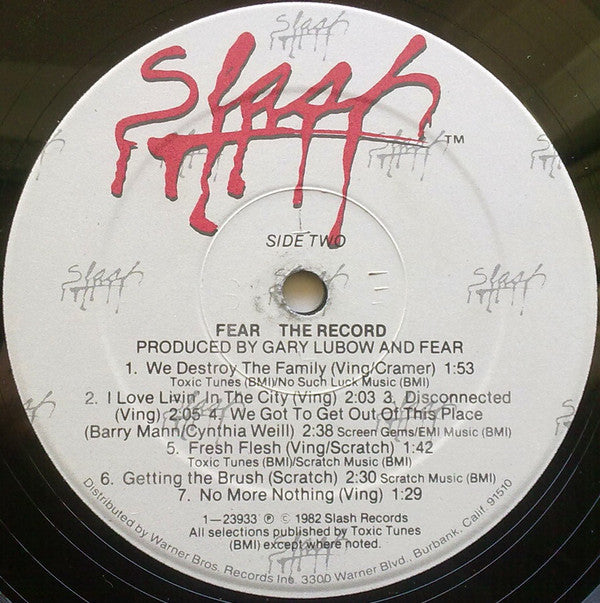 Slash
Slash
TM
Slash
Slash
SIDE TWO
Slash
Slash
FEAR THE RECORD
PRODUCED BY GARY LUBOW AND FEAR
1. We Destroy The Family (Ving/Cramer) 1:53
Toxic Tunes (BMI)/No Such Luck Music (BMI)
2. I Love Livin' In The City (Ving) 2:03 3. Disconnected
(Ving) 2:05 4. We Got To Get Out Of This Place
(Barry Mann/Cynthia Weill) 2:38 Screen Gems/EMI Music (BMI)
5. Fresh Flesh (Ving/Scratch) 1:42
Toxic Tunes (BMI)/Scratch Music (BMI)
6. Getting the Brush (Scratch) 2:30 Scratch Music (BMI)
7. No More Nothing (Ving) 1:29
1—23933 Ⓟ © 1982 Slash Records
All selections published by Toxic Tunes
(BMI) except where noted.
Distributed by Warner Bros. Records Inc. 3300 Warner Blvd., Burbank, Calif. 91510